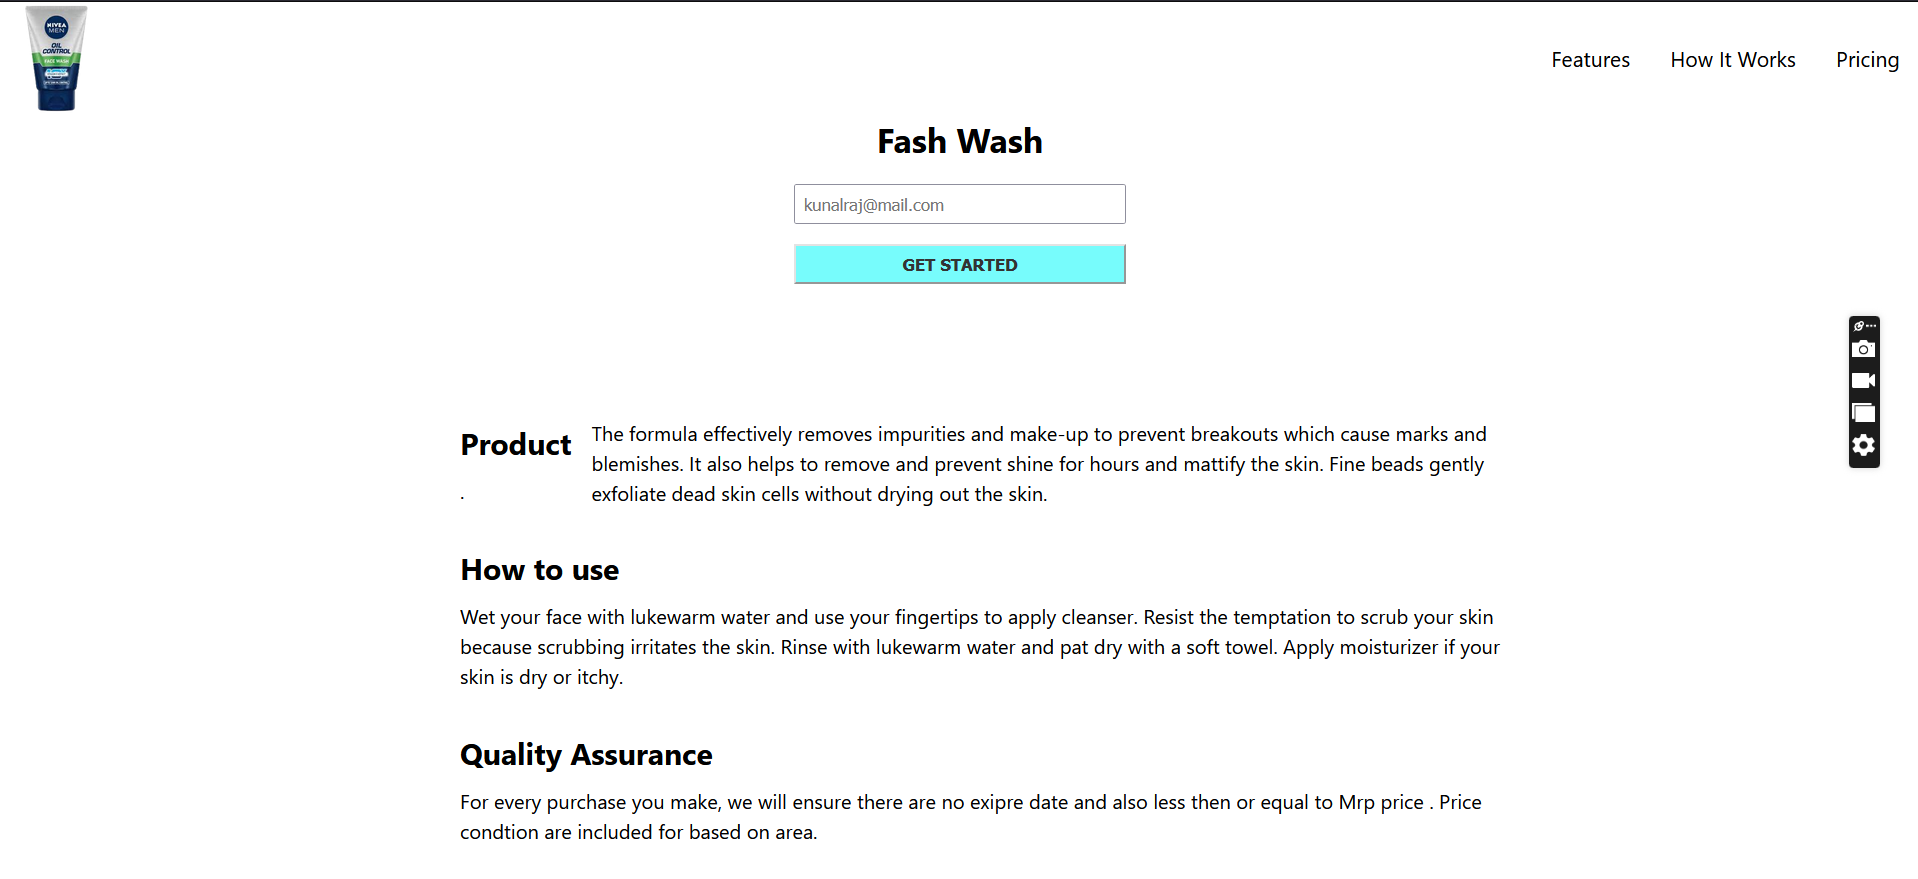 NIVEA
MEN
OIL
CONTROL
FACE WASH
Features
How It Works
Pricing
Fash Wash
kunalraj@mail.com
GET STARTED
Product
.
The formula effectively removes impurities and make-up to prevent breakouts which cause marks and
blemishes. It also helps to remove and prevent shine for hours and mattify the skin. Fine beads gently
exfoliate dead skin cells without drying out the skin.
How to use
Wet your face with lukewarm water and use your fingertips to apply cleanser. Resist the temptation to scrub your skin
because scrubbing irritates the skin. Rinse with lukewarm water and pat dry with a soft towel. Apply moisturizer if your
skin is dry or itchy.
Quality Assurance
For every purchase you make, we will ensure there are no exipre date and also less then or equal to Mrp price . Price
condtion are included for based on area.